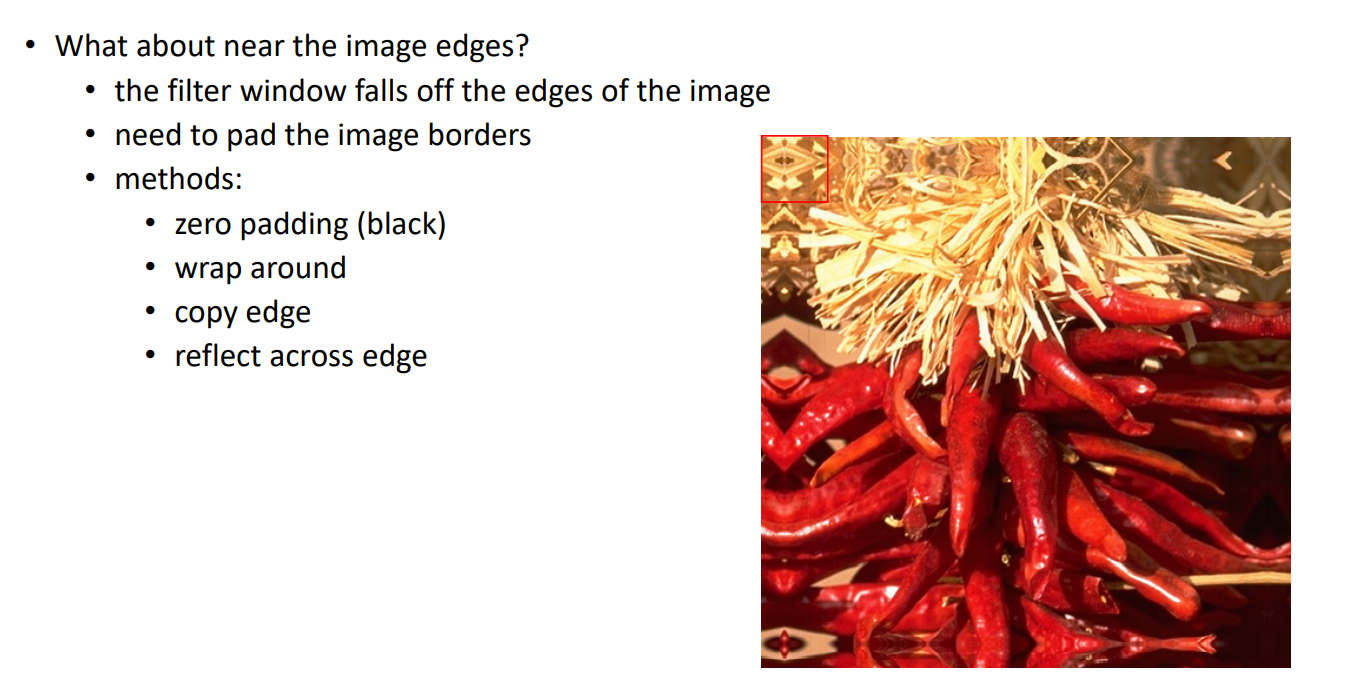 • What about near the image edges?
• the filter window falls off the edges of the image
• need to pad the image borders
• methods:
• zero padding (black)
• wrap around
• copy edge
• reflect across edge